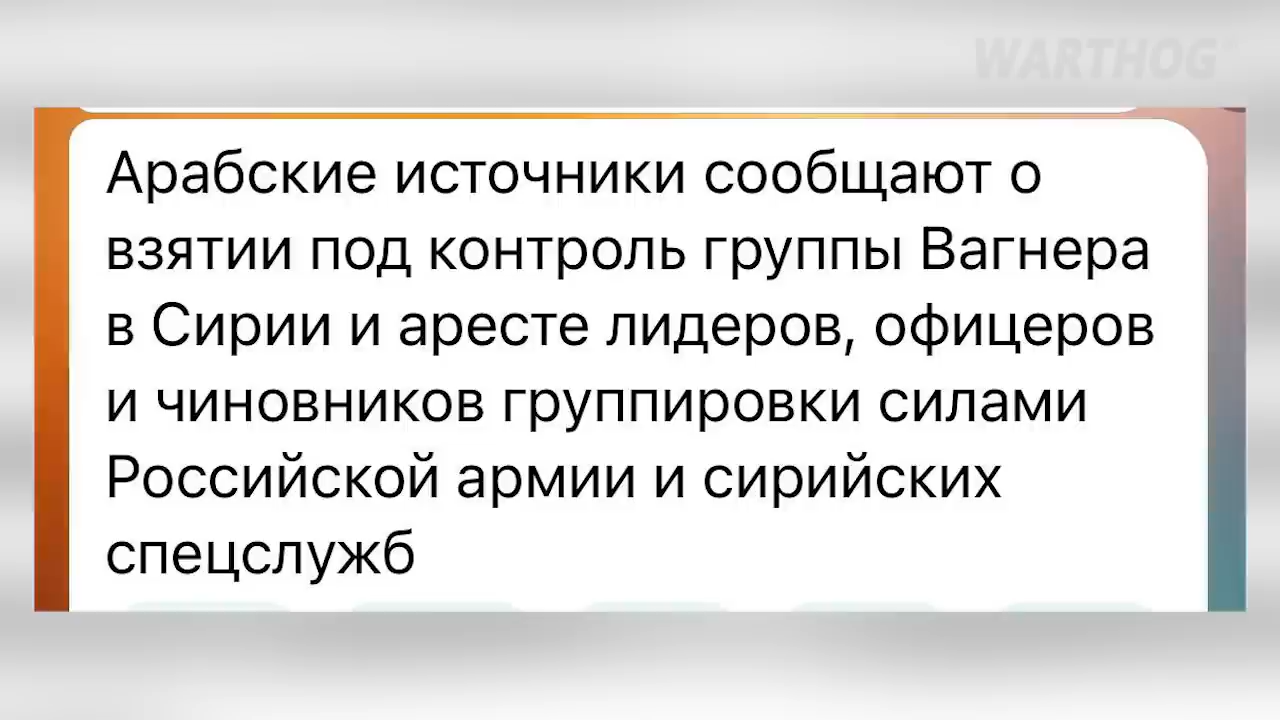 WARTHOG
Арабские источники сообщают о
взятии под контроль группы Вагнера
в Сирии и аресте лидеров, офицеров
и чиновников группировки силами
Российской армии и сирийских
спецслужб